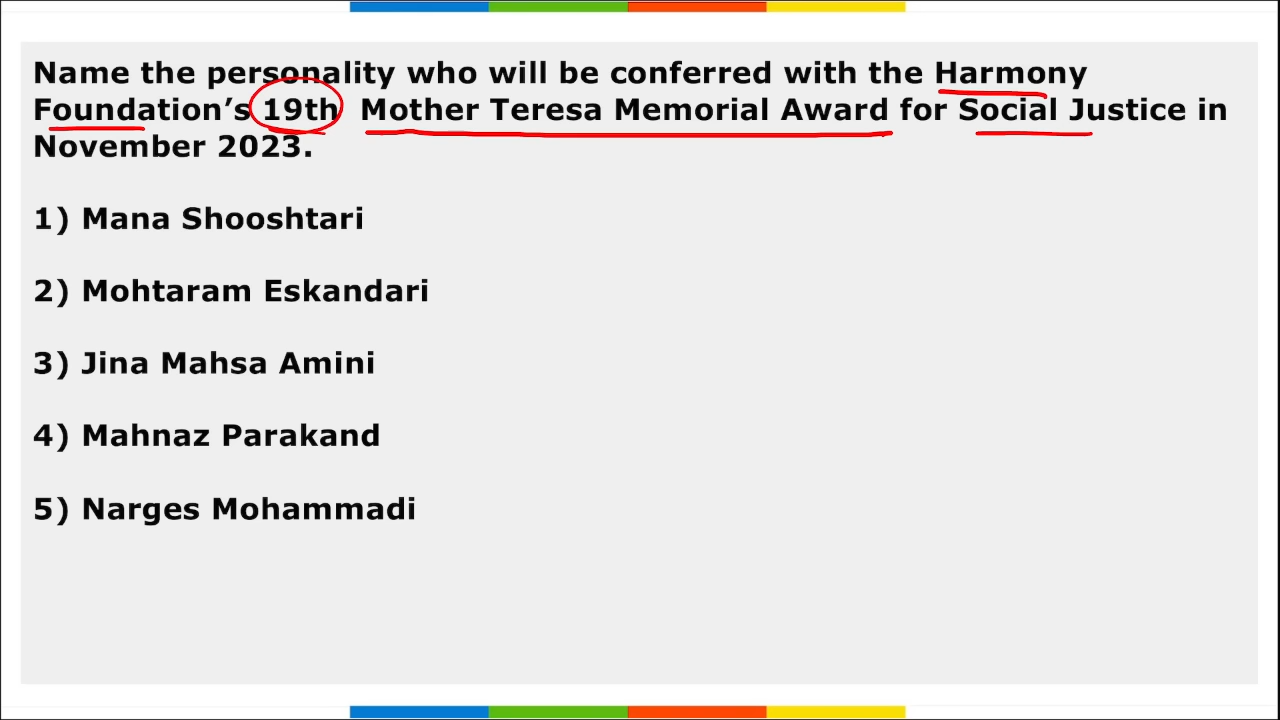 Name the personality who will be conferred with the Harmony
Foundation’s 19th Mother Teresa Memorial Award for Social Justice in
November 2023.
1) Mana Shooshtari
2) Mohtaram Eskandari
3) Jina Mahsa Amini
4) Mahnaz Parakand
5) Narges Mohammadi